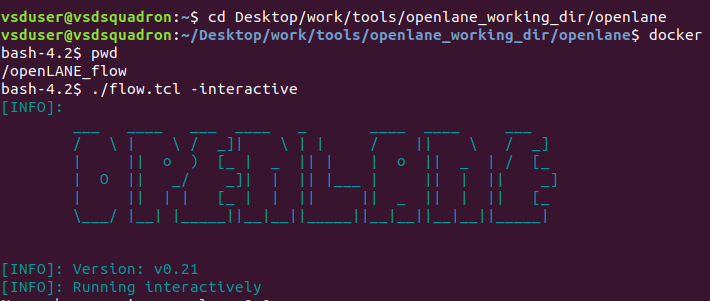 vsduser@vsdsquadron:~$ cd Desktop/work/tools/openlane_working_dir/openlane
vsduser@vsdsquadron:~/Desktop/work/tools/openlane_working_dir/openlane$ docker
bash-4.2$ pwd
/openLANE_flow
bash-4.2$ ./flow.tcl -interactive
[INFO]:
OPENLANE
[INFO]: Version: v0.21
[INFO]: Running interactively